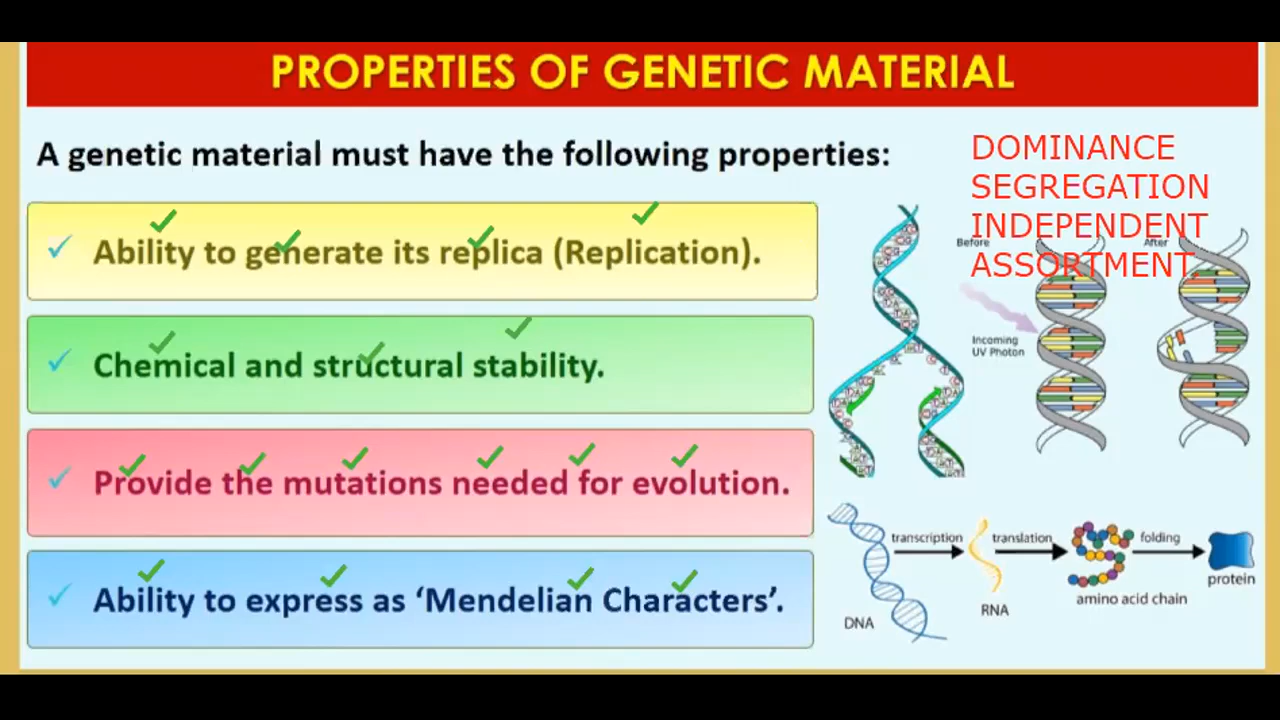 PROPERTIES OF GENETIC MATERIAL
A genetic material must have the following properties:
DOMINANCE
SEGREGATION
INDEPENDENT
ASSORTMENT.
Ability to generate its replica (Replication).
Chemical and structural stability.
Provide the mutations needed for evolution.
Ability to express as ‘Mendelian Characters’.
Before
After
Incoming
UV Photon
transcription
translation
folding
DNA
RNA
amino acid chain
protein